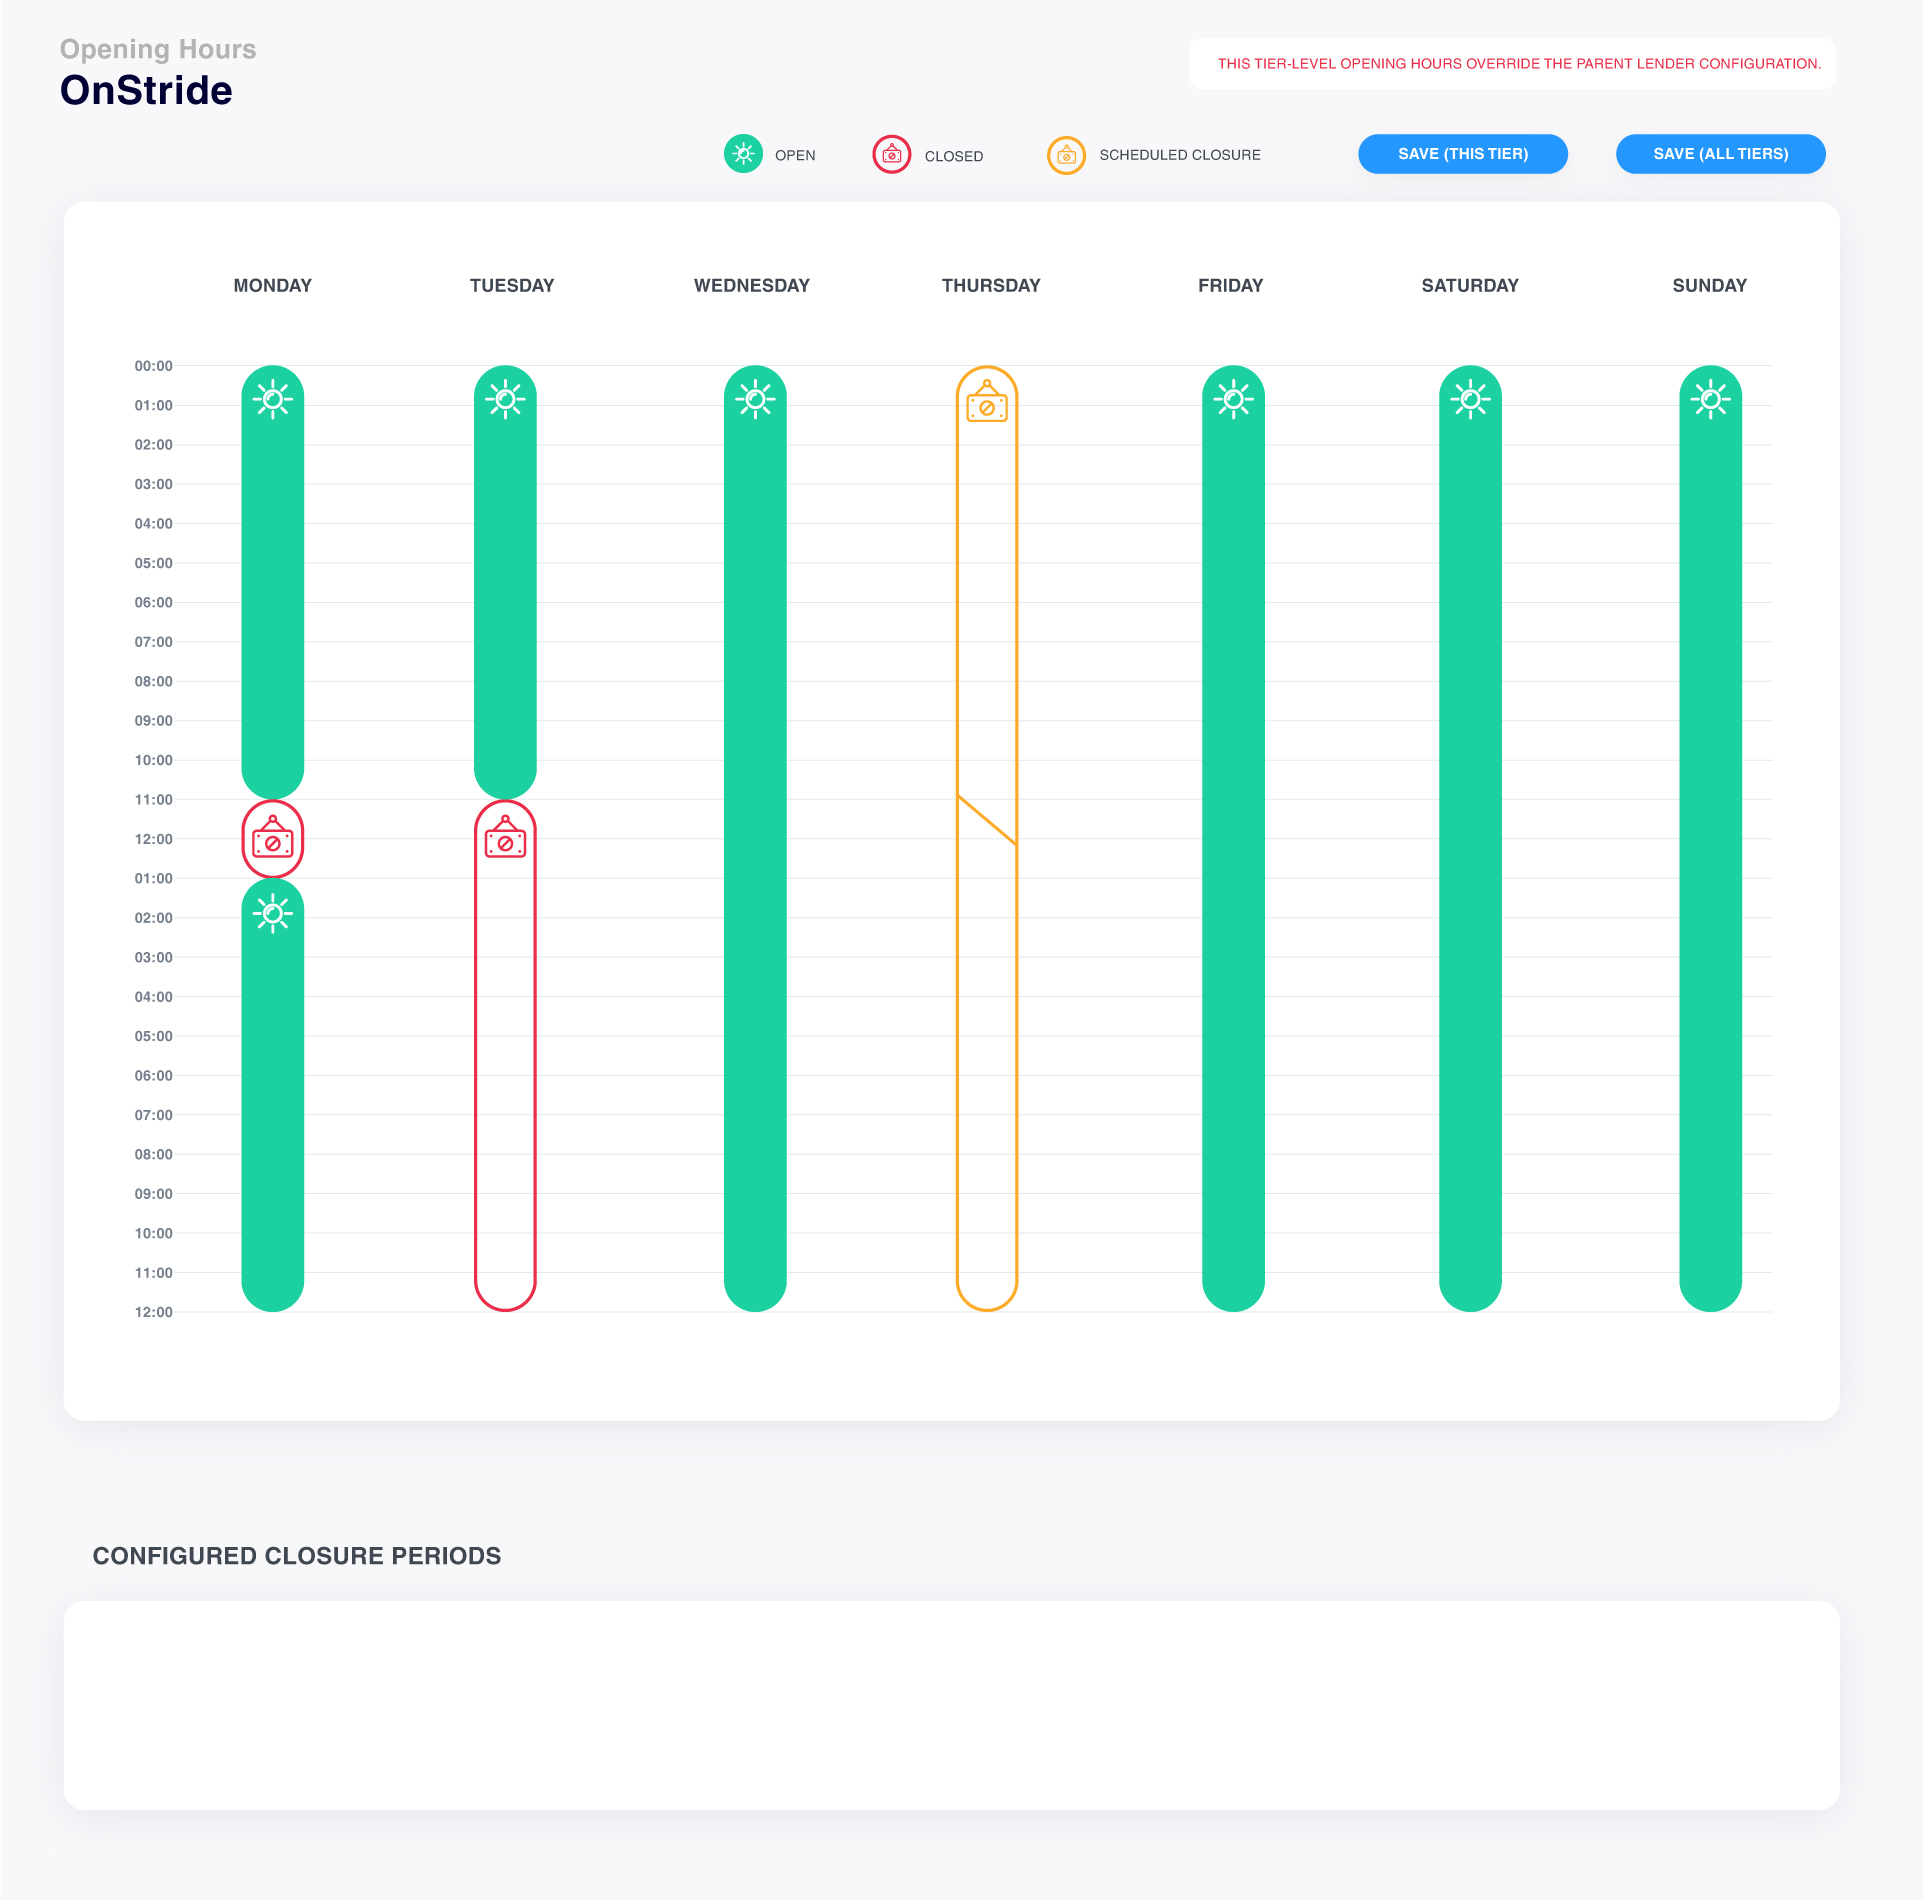 Opening Hours
OnStride
THIS TIER-LEVEL OPENING HOURS OVERRIDE THE PARENT LENDER CONFIGURATION.
OPEN
CLOSED
SCHEDULED CLOSURE
SAVE (THIS TIER)
SAVE (ALL TIERS)
MONDAY
TUESDAY
WEDNESDAY
THURSDAY
FRIDAY
SATURDAY
SUNDAY
00:00
01:00
02:00
03:00
04:00
05:00
06:00
07:00
08:00
09:00
10:00
11:00
12:00
01:00
02:00
03:00
04:00
05:00
06:00
07:00
08:00
09:00
10:00
11:00
12:00
CONFIGURED CLOSURE PERIODS